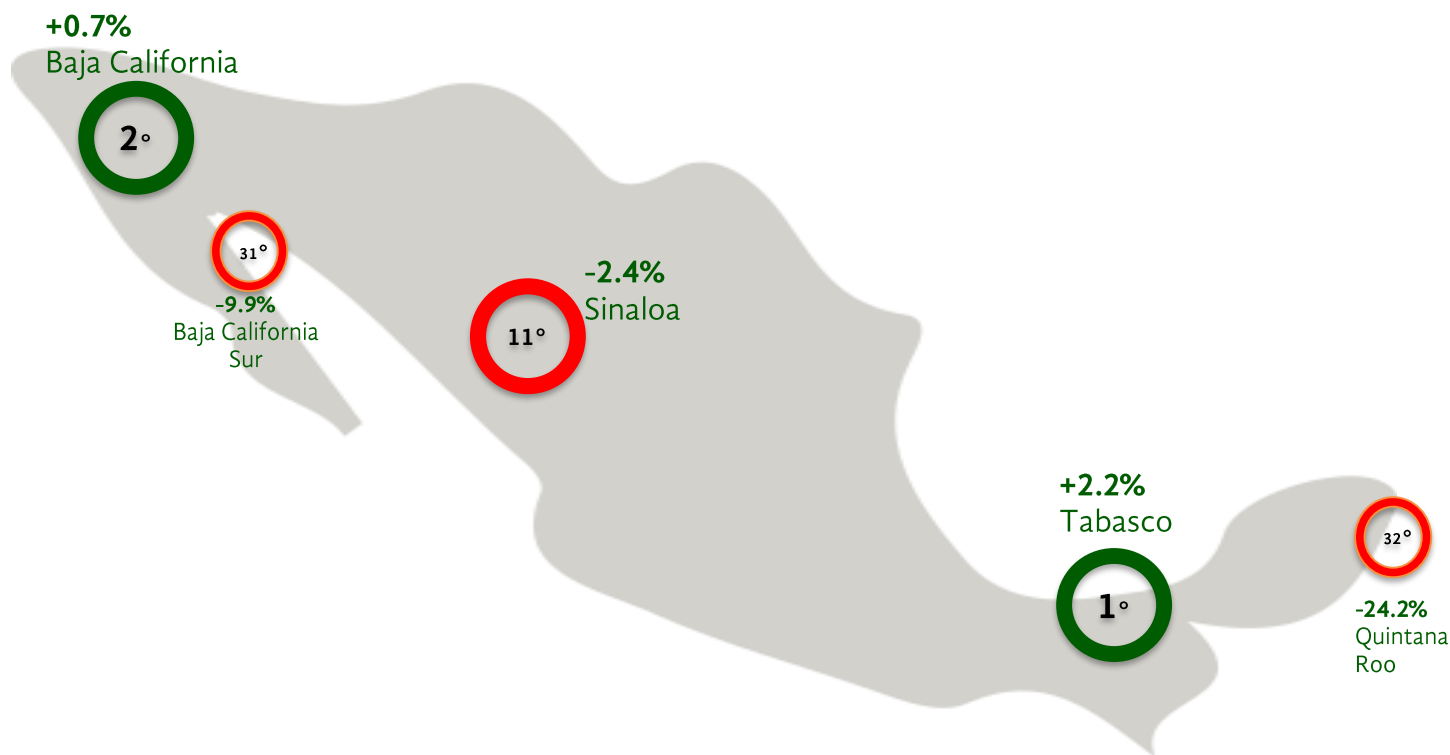 +0.7%
Baja California
2°
31°
-9.9%
Baja California
Sur
-2.4%
Sinaloa
11°
+2.2%
Tabasco
1°
32°
-24.2%
Quintana
Roo